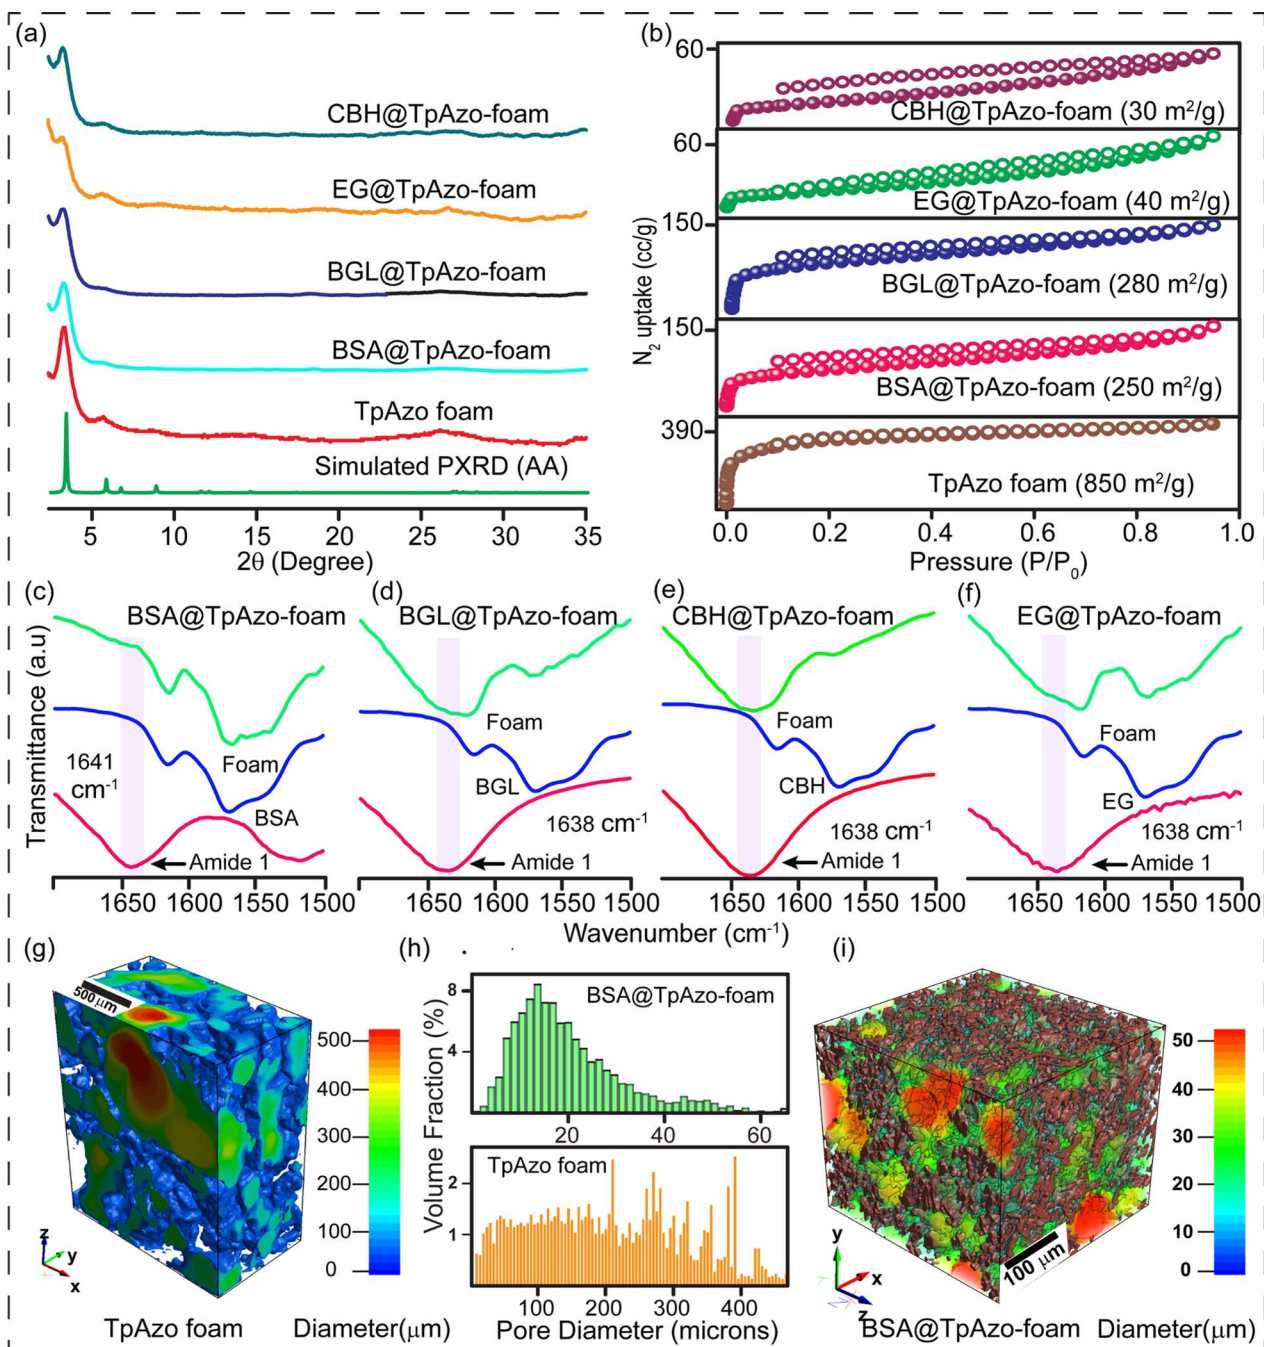 (a)
CBH@TpAzo-foam
EG@TpAzo-foam
BGL@TpAzo-foam
BSA@TpAzo-foam
TpAzo foam
Simulated PXRD (AA)
5 10 15 20 25 30 35
2θ (Degree)
(b)
N₂ uptake (cc/g)
60
CBH@TpAzo-foam (30 m²/g)
60
EG@TpAzo-foam (40 m²/g)
150
BGL@TpAzo-foam (280 m²/g)
150
BSA@TpAzo-foam (250 m²/g)
390
TpAzo foam (850 m²/g)
0.0 0.2 0.4 0.6 0.8 1.0
Pressure (P/P₀)
Transmittance (a.u)
(c)
BSA@TpAzo-foam
Foam
1641
cm⁻¹
BSA
Amide 1
1650 1600 1550 1500
(d)
BGL@TpAzo-foam
Foam
BGL
1638 cm⁻¹
Amide 1
1650 1600 1550 1500
(e)
CBH@TpAzo-foam
Foam
CBH
1638 cm⁻¹
Amide 1
1650 1600 1550 1500
(f)
EG@TpAzo-foam
Foam
EG
1638 cm⁻¹
Amide 1
1650 1600 1550 1500
Wavenumber (cm⁻¹)
(g)
500 μm
500
400
300
200
100
0
z
y
x
TpAzo foam
Diameter(μm)
(h)
Volume Fraction (%)
8
4
BSA@TpAzo-foam
20 40 60
TpAzo foam
2
1
100 200 300 400
Pore Diameter (microns)
(i)
50
40
30
20
10
0
100 μm
y
x
z
BSA@TpAzo-foam
Diameter(μm)